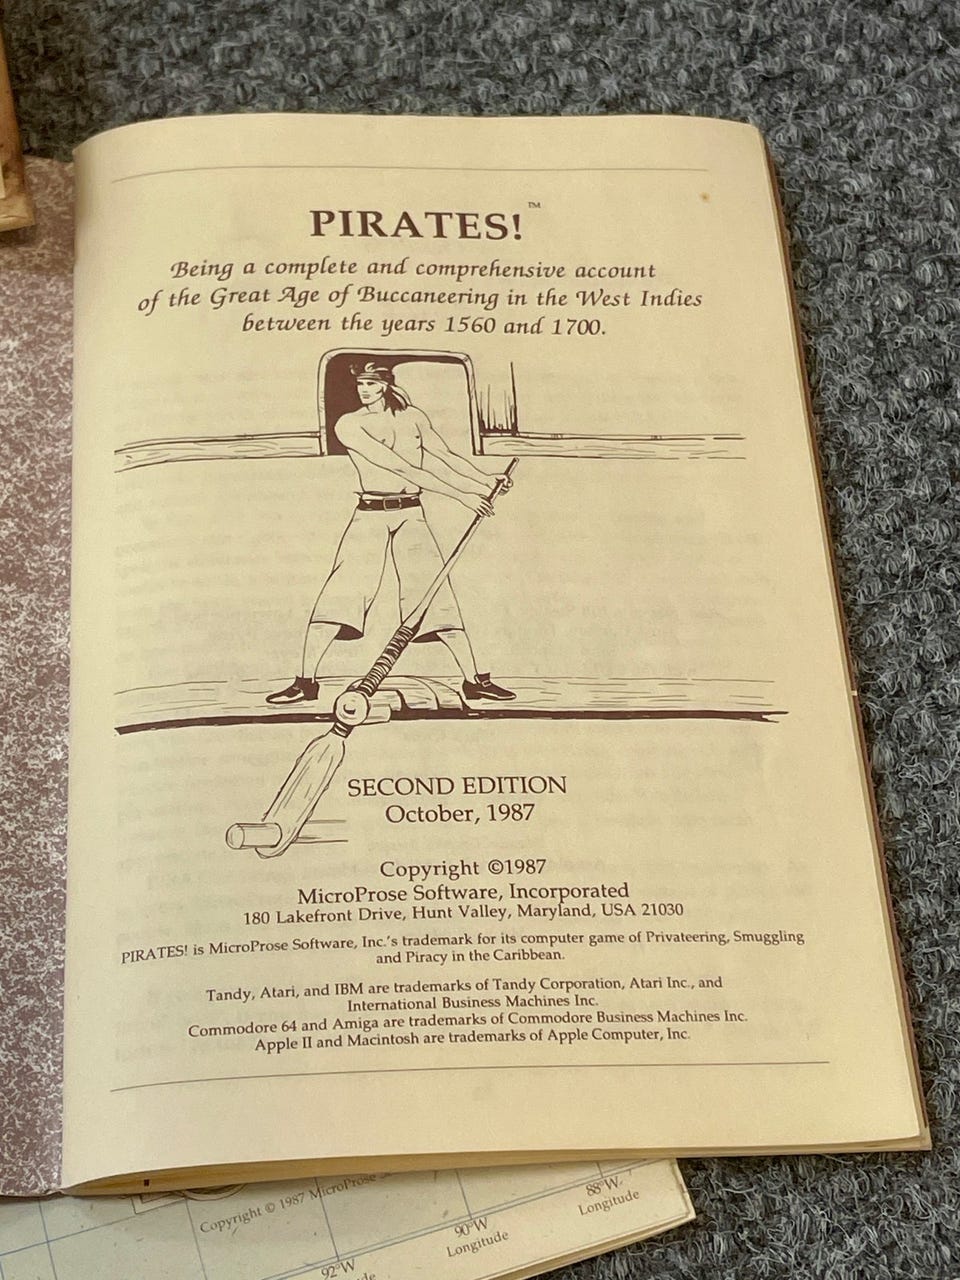 PIRATES!™
Being a complete and comprehensive account
of the Great Age of Buccaneering in the West Indies
between the years 1560 and 1700.
SECOND EDITION
October, 1987
Copyright ©1987
MicroProse Software, Incorporated
180 Lakefront Drive, Hunt Valley, Maryland, USA 21030
PIRATES! is MicroProse Software, Inc.'s trademark for its computer game of Privateering, Smuggling
and Piracy in the Caribbean.
Tandy, Atari, and IBM are trademarks of Tandy Corporation, Atari Inc., and
International Business Machines Inc.
Commodore 64 and Amiga are trademarks of Commodore Business Machines Inc.
Apple II and Macintosh are trademarks of Apple Computer, Inc.
Copyright © 1987 MicroProse
88°W
Longitude
90°W
Longitude
92°W